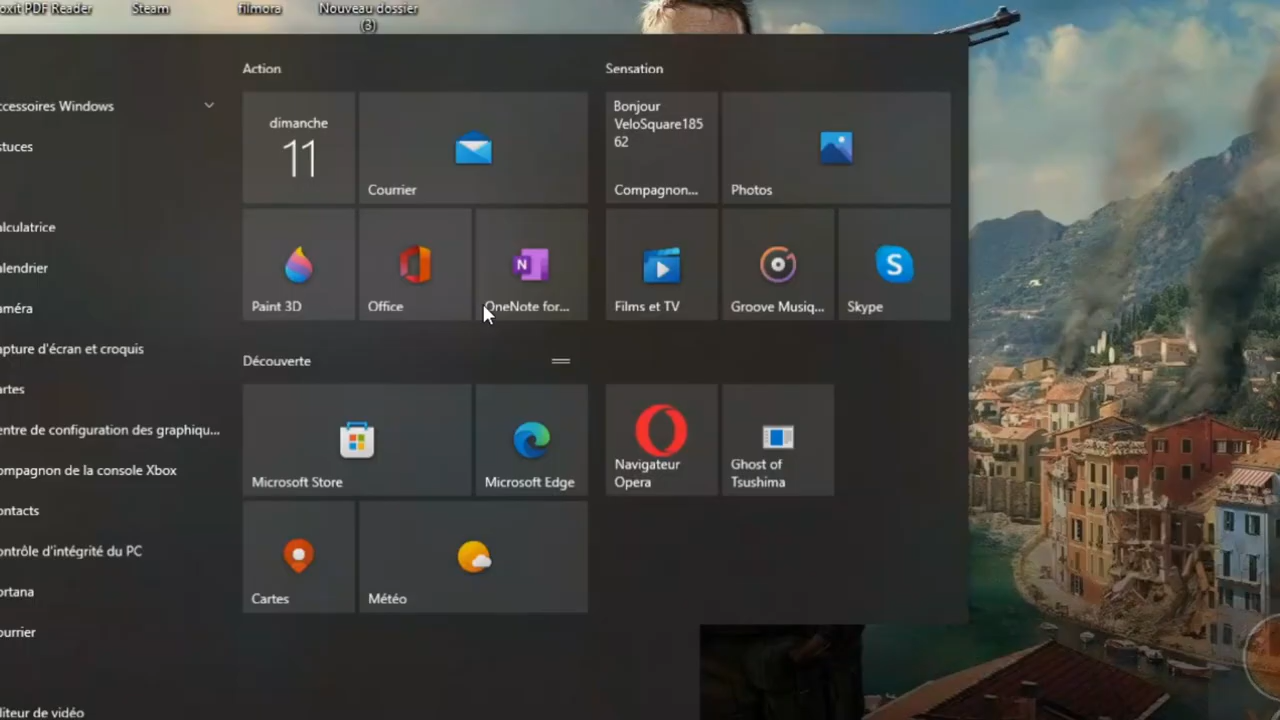 oxit PDF Reader
Steam
filmora
Nouveau dossier
(3)
ccessoires Windows
stuces
alculatrice
alendrier
améra
apture d'écran et croquis
artes
entre de configuration des graphiqu...
ompagnon de la console Xbox
ontacts
ontrôle d'intégrité du PC
ortana
ourrier
diteur de vidéo
Action
dimanche
11
Courrier
Paint 3D
Office
OneNote for...
Découverte
Microsoft Store
Microsoft Edge
Cartes
Météo
Sensation
Bonjour
VeloSquare185
62
Compagnon...
Photos
Films et TV
Groove Musiq...
Skype
Navigateur
Opera
Ghost of
Tsushima